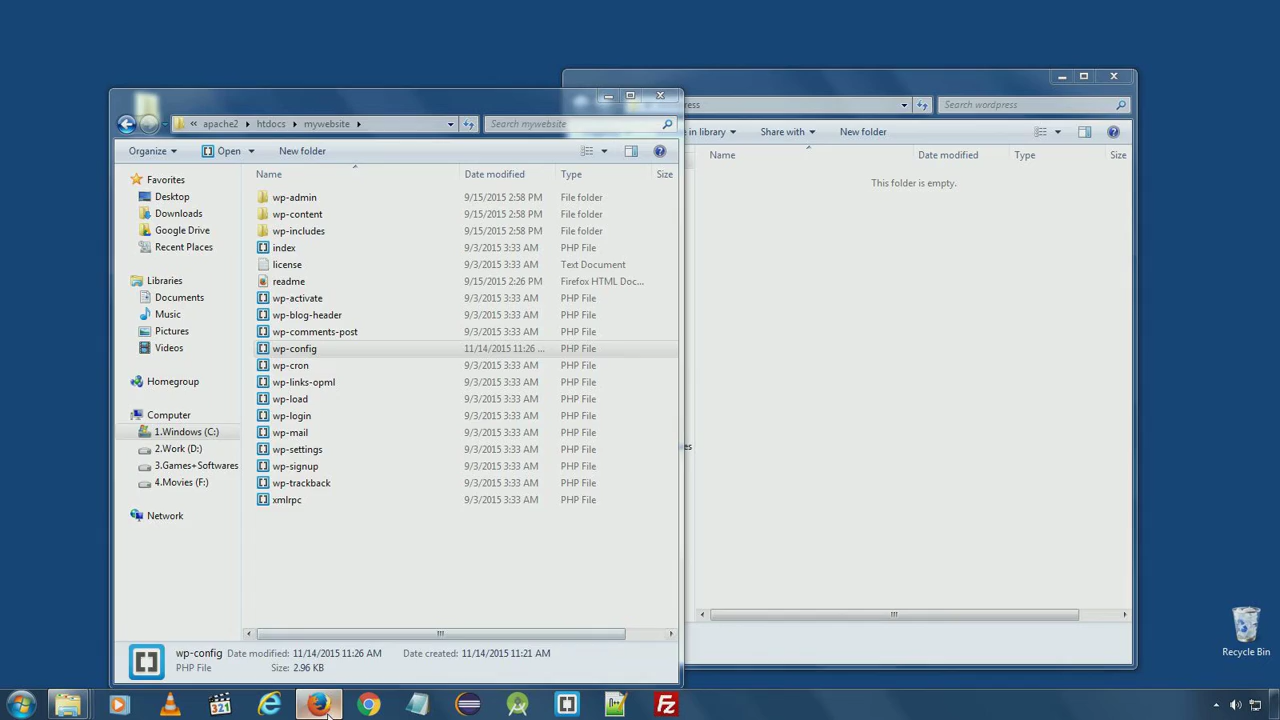 ress
Search wordpress
e in library
Share with
New folder
Name
Date modified
Type
Size
This folder is empty.
es
« apache2 htdocs mywebsite
Search mywebsite
Organize
Open
New folder
Name
Date modified
Type
Size
Favorites
Desktop
Downloads
Google Drive
Recent Places
Libraries
Documents
Music
Pictures
Videos
Homegroup
Computer
1.Windows (C:)
2.Work (D:)
3.Games+Softwares
4.Movies (F:)
Network
wp-admin 9/15/2015 2:58 PM File folder
wp-content 9/15/2015 2:58 PM File folder
wp-includes 9/15/2015 2:58 PM File folder
index 9/3/2015 3:33 AM PHP File
license 9/3/2015 3:33 AM Text Document
readme 9/15/2015 2:26 PM Firefox HTML Doc...
wp-activate 9/3/2015 3:33 AM PHP File
wp-blog-header 9/3/2015 3:33 AM PHP File
wp-comments-post 9/3/2015 3:33 AM PHP File
wp-config 11/14/2015 11:26 ... PHP File
wp-cron 9/3/2015 3:33 AM PHP File
wp-links-opml 9/3/2015 3:33 AM PHP File
wp-load 9/3/2015 3:33 AM PHP File
wp-login 9/3/2015 3:33 AM PHP File
wp-mail 9/3/2015 3:33 AM PHP File
wp-settings 9/3/2015 3:33 AM PHP File
wp-signup 9/3/2015 3:33 AM PHP File
wp-trackback 9/3/2015 3:33 AM PHP File
xmlrpc 9/3/2015 3:33 AM PHP File
wp-config Date modified: 11/14/2015 11:26 AM Date created: 11/14/2015 11:21 AM
PHP File Size: 2.96 KB
Recycle Bin
321
Fz